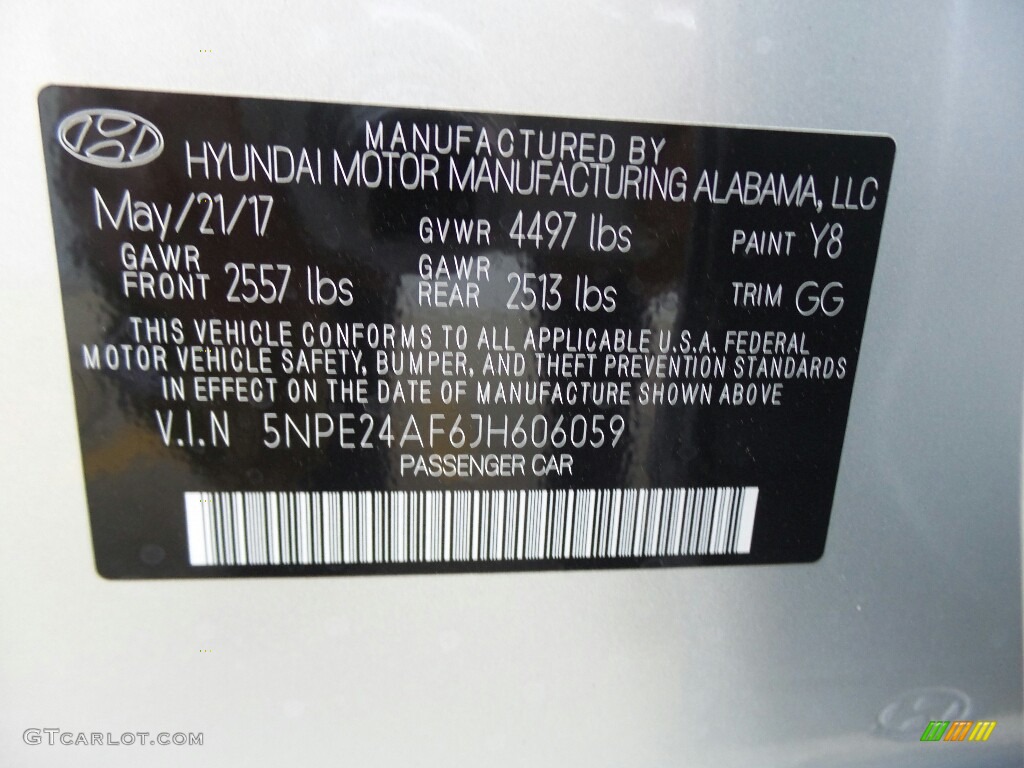 MANUFACTURED BY
HYUNDAI MOTOR MANUFACTURING ALABAMA, LLC
May/21/17 GVWR 4497 lbs PAINT Y8
GAWR FRONT 2557 lbs GAWR REAR 2513 lbs TRIM GG
THIS VEHICLE CONFORMS TO ALL APPLICABLE U.S.A. FEDERAL
MOTOR VEHICLE SAFETY, BUMPER, AND THEFT PREVENTION STANDARDS
IN EFFECT ON THE DATE OF MANUFACTURE SHOWN ABOVE
V.I.N 5NPE24AF6JH606059
PASSENGER CAR
GTCARLOT.COM